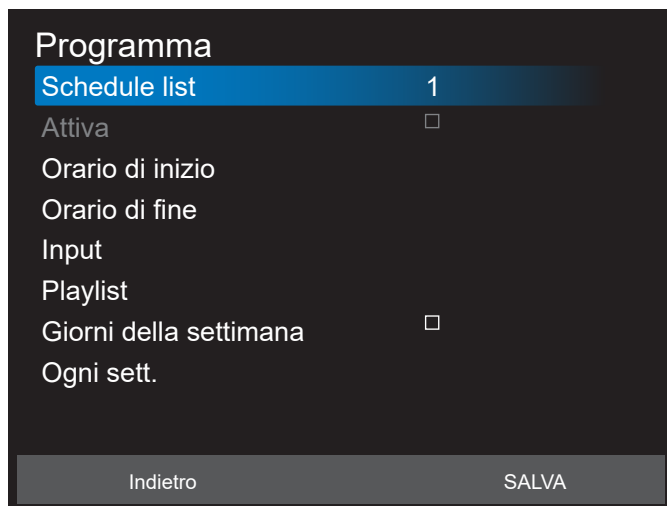 Programma
Schedule list 1
Attiva
Orario di inizio
Orario di fine
Input
Playlist
Giorni della settimana
Ogni sett.
Indietro SALVA